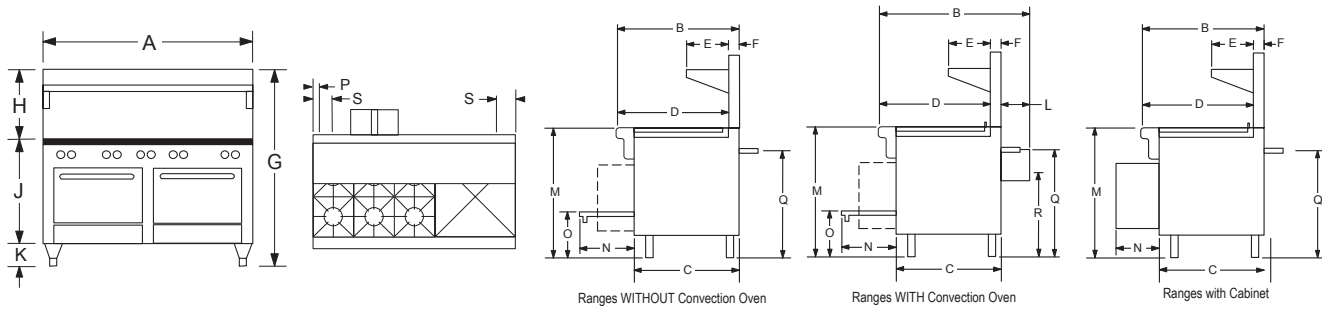 A
H
J
K
G
P
S
S
B
E
F
D
M
O
N
Q
C
Ranges WITHOUT Convection Oven
B
E
F
D
L
M
O
N
R
Q
C
Ranges WITH Convection Oven
B
E
F
D
M
N
Q
C
Ranges with Cabinet